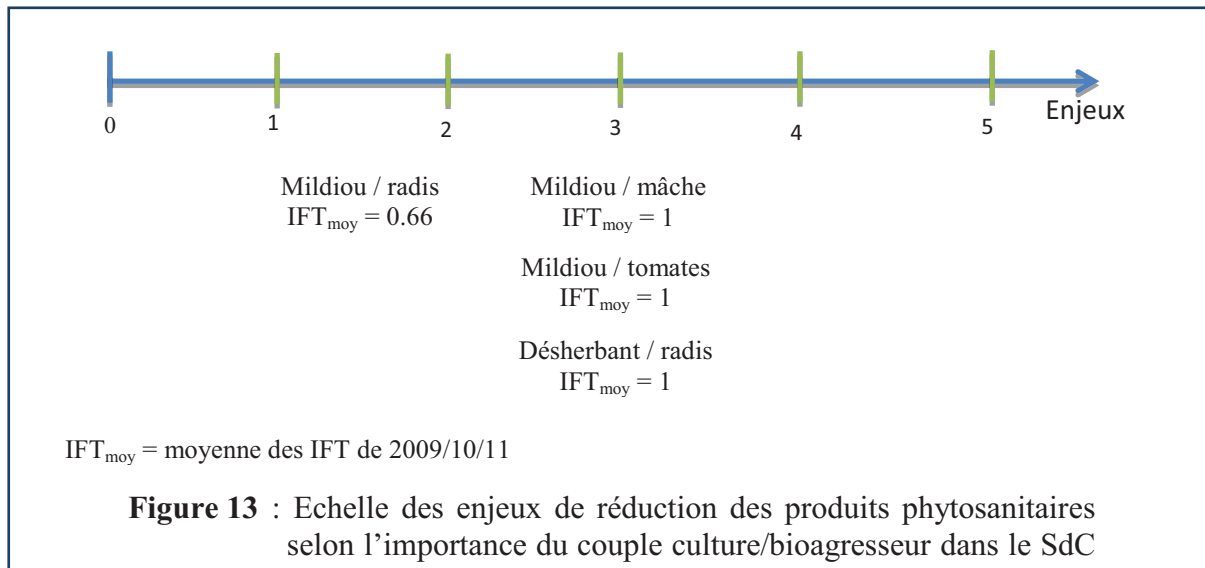 0 1 2 3 4 5 Enjeux
Mildiou / radis
IFTmoy = 0.66
Mildiou / mâche
IFTmoy = 1
Mildiou / tomates
IFTmoy = 1
Désherbant / radis
IFTmoy = 1
IFTmoy = moyenne des IFT de 2009/10/11
Figure 13 : Echelle des enjeux de réduction des produits phytosanitaires
selon l’importance du couple culture/bioagresseur dans le SdC